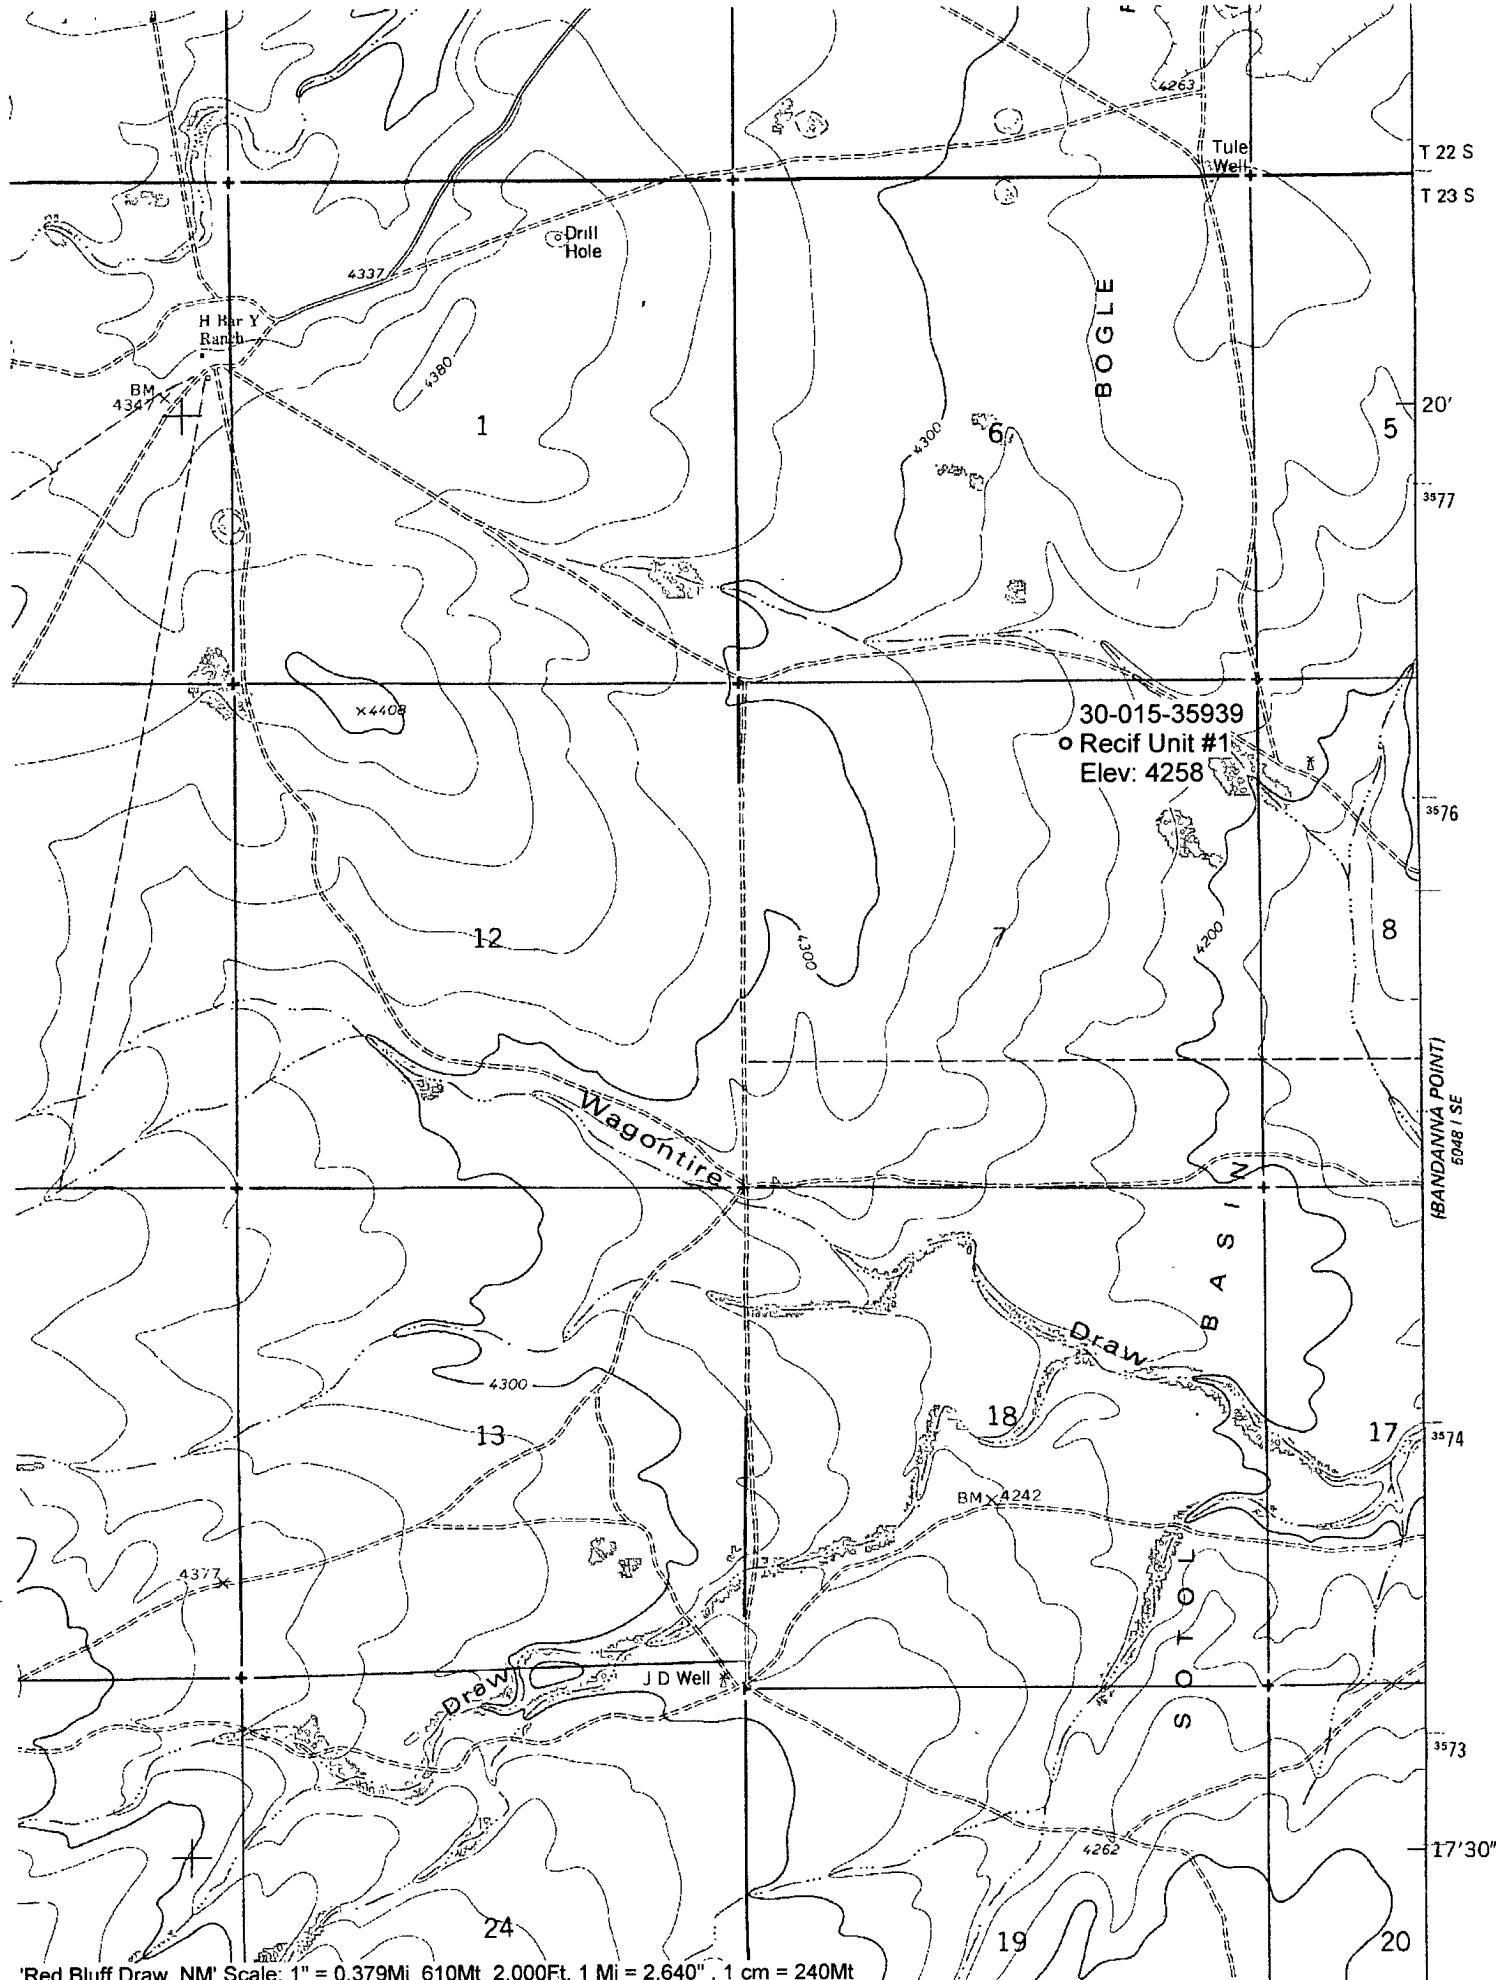 4263
Tule
Well
T 22 S
T 23 S
Drill
Hole
4337
H Bar Y
Ranch
BOGLE
4380
BM
4347
20'
1
4300
6
5
3577
4408
30-015-35939
Recif Unit #1
Elev: 4258
3576
12
4300
7
4200
8
(BANDANNA POINT)
5048 I SE
Wagontire
BASIN
Draw
4300
13
18
17
3574
BM 4242
4377
SOTOL
J D Well
Draw
3573
4262
17'30"
24
19
20
'Red Bluff Draw, NM' Scale: 1" = 0.379Mi 610Mt 2,000Ft, 1 Mi = 2.640", 1 cm = 240Mt